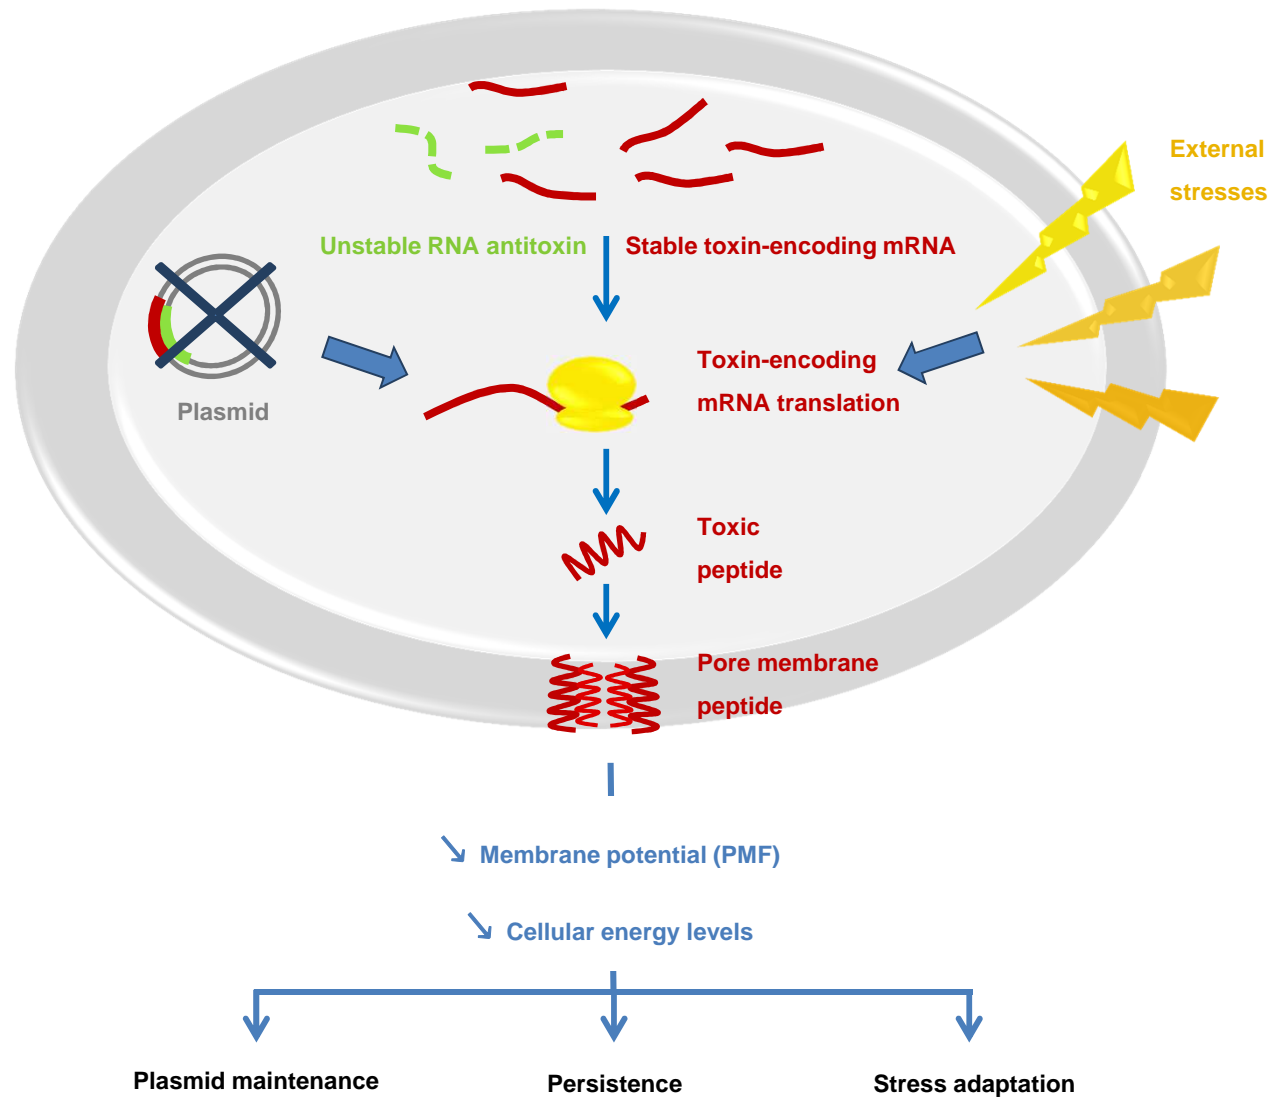 External
stresses
Unstable RNA antitoxin
Stable toxin-encoding mRNA
Plasmid
Toxin-encoding
mRNA translation
Toxic
peptide
Pore membrane
peptide
Membrane potential (PMF)
Cellular energy levels
Plasmid maintenance
Persistence
Stress adaptation